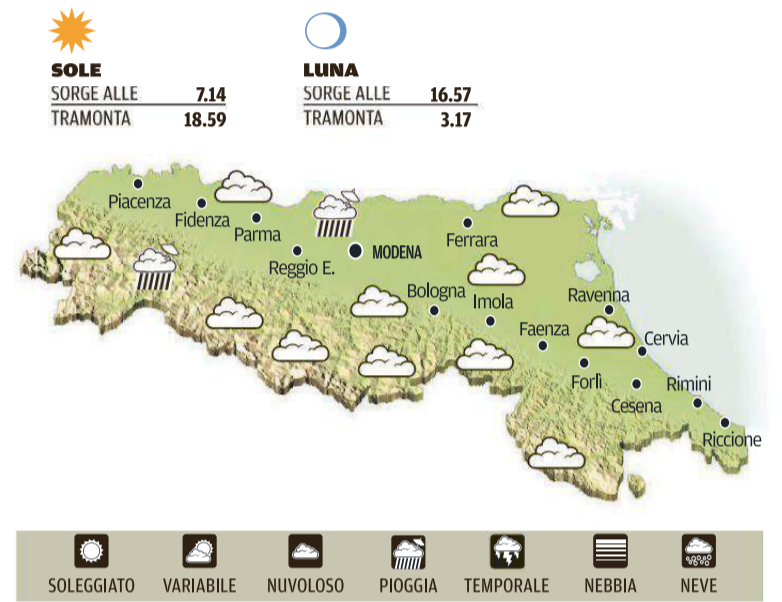 SOLE
SORGE ALLE 7.14
TRAMONTA 18.59
LUNA
SORGE ALLE 16.57
TRAMONTA 3.17
Piacenza
Fidenza
Parma
Reggio E.
MODENA
Ferrara
Bologna
Imola
Ravenna
Faenza
Cervia
Forlì
Cesena
Rimini
Riccione
SOLEGGIATO VARIABILE NUVOLOSO PIOGGIA TEMPORALE NEBBIA NEVE